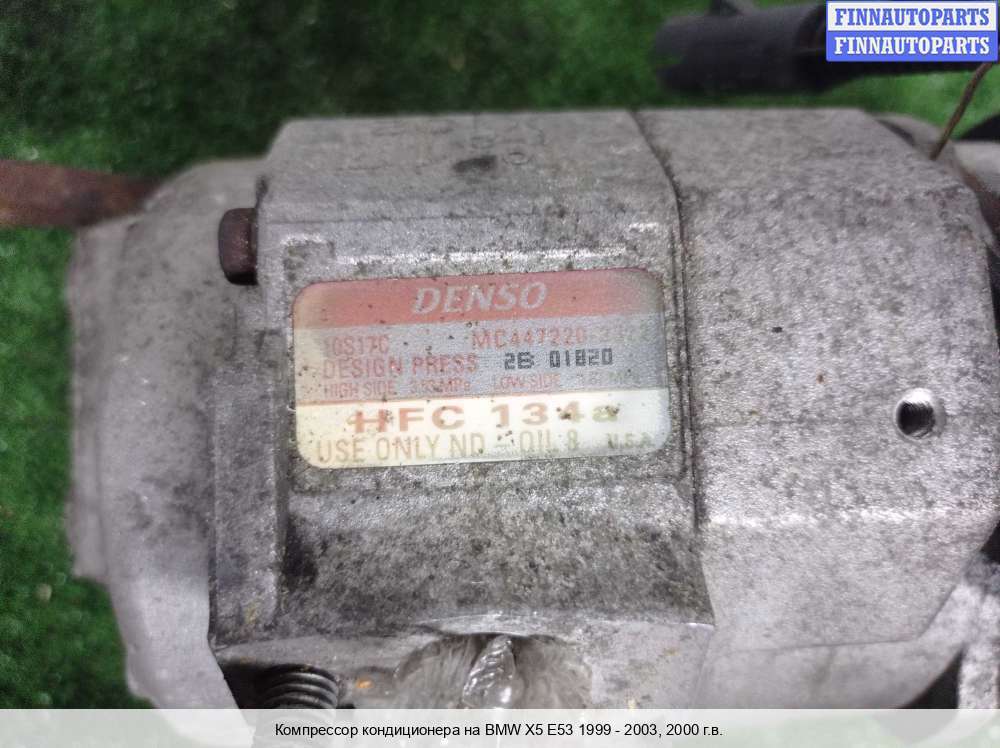 FINNAUTOPARTS
FINNAUTOPARTS
DENSO
10S17C MC447220-
DESIGN PRESS 2B 01820
HIGH SIDE LOW SIDE
HFC 134a
USE ONLY ND-OIL 8 U.S.A
Компрессор кондиционера на BMW X5 E53 1999 - 2003, 2000 г.в.